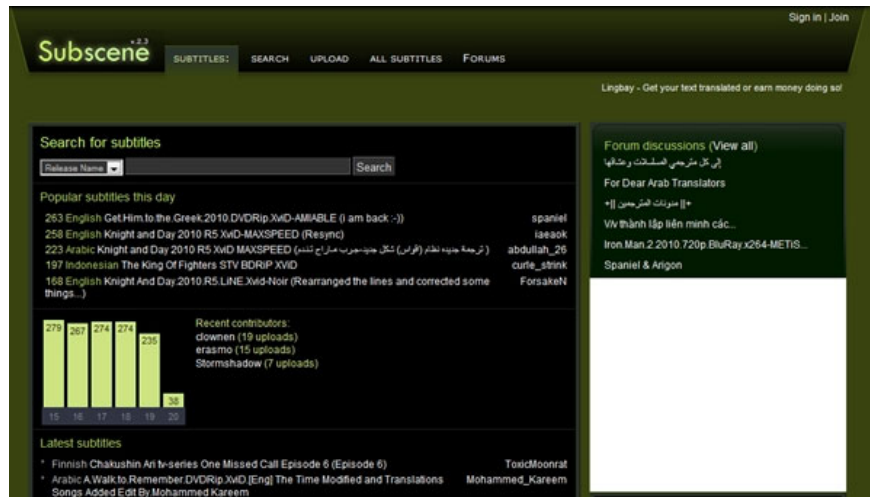 Sign in | Join
v.2.3
Subscene
SUBTITLES:
SEARCH
UPLOAD
ALL SUBTITLES
FORUMS
Lingbay - Get your text translated or earn money doing so!
Search for subtitles
Release Name
Search
Popular subtitles this day
263 English Get.Him.to.the.Greek.2010.DVDRip.XviD-AMIABLE (i am back :-))
spaniel
258 English Knight and Day 2010 R5 XviD-MAXSPEED (Resync)
iaeaok
223 Arabic Knight and Day 2010 R5 XviD MAXSPEED
abdullah_26
197 Indonesian The King Of Fighters STV BDRiP XViD
curle_strink
168 English Knight And Day.2010.R5.LiNE.Xvid-Noir (Rearranged the lines and corrected some
things...)
ForsakeN
279
267
274
274
235
38
15
16
17
18
19
20
Recent contributors:
clownen (19 uploads)
erasmo (15 uploads)
Stormshadow (7 uploads)
Latest subtitles
* Finnish Chakushin Ari tv-series One Missed Call Episode 6 (Episode 6)
ToxicMoonrat
* Arabic A.Walk.to.Remember.DVDRip.XviD.[Eng] The Time Modified and Translations
Songs Added Edit By.Mohammed Kareem
Mohammed_Kareem
Forum discussions (View all)
إلى كل مترجمي المسلسلات وعشاقها
For Dear Arab Translators
+|| مدونات المترجمين ||+
V/v thành lập liên minh các...
Iron.Man.2.2010.720p.BluRay.x264-METiS...
Spaniel & Arigon